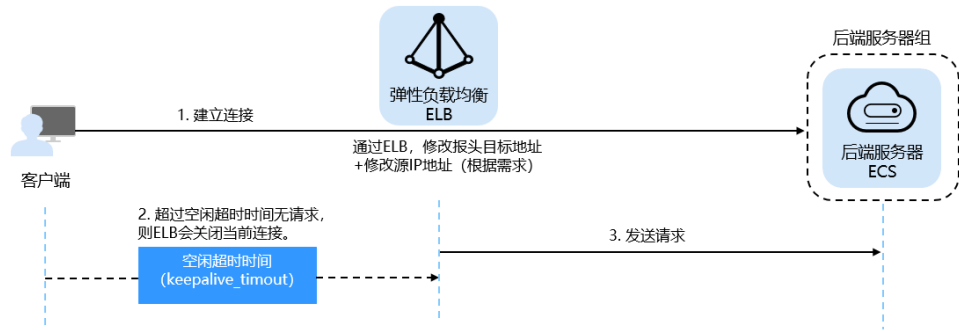 后端服务器组
弹性负载均衡
ELB
1. 建立连接
通过ELB，修改报头目标地址
+修改源IP地址（根据需求）
后端服务器
ECS
客户端
2. 超过空闲超时时间无请求，
则ELB会关闭当前连接。
3. 发送请求
空闲超时时间
（keepalive_timout）